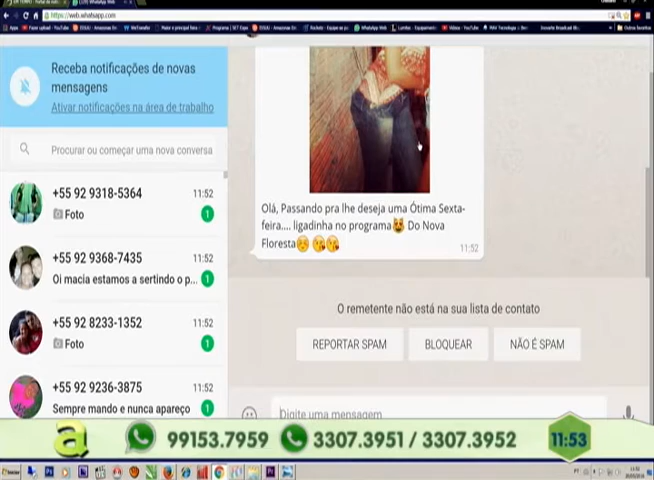 https://web.whatsapp.com
Receba notificações de novas
mensagens
Ativar notificações na área de trabalho
Procurar ou começar uma nova conversa
+55 92 9318-5364 11:52
Foto 1
+55 92 9368-7435 11:52
Oi macia estamos a sertindo o p... 1
+55 92 8233-1352 11:52
Foto 1
+55 92 9236-3875 11:52
Sempre mando e nunca apareço
Olá, Passando pra lhe deseja uma Ótima Sexta-
feira.... ligadinha no programa😻 Do Nova
Floresta☺️ 😘😘
11:52
O remetente não está na sua lista de contato
REPORTAR SPAM BLOQUEAR NÃO É SPAM
Digite uma mensagem
a 99153.7959 3307.3951 / 3307.3952 11:53